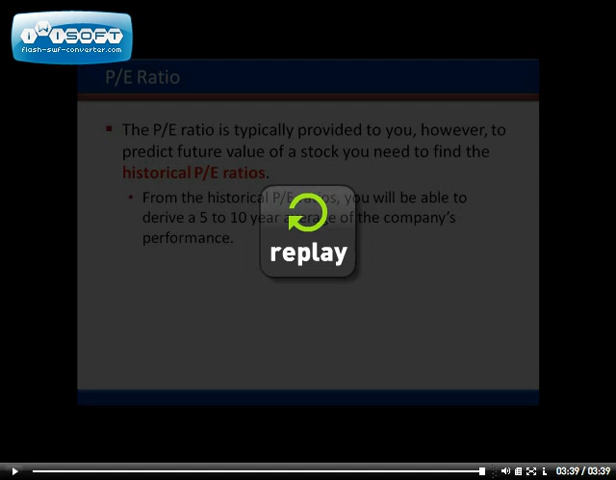 iWiSOFT
flash-swf-converter.com
P/E Ratio
The P/E ratio is typically provided to you, however, to
predict future value of a stock you need to find the
historical P/E ratios.
From the historical P/E ratios, you will be able to
derive a 5 to 10 year average of the company's
performance.
replay
03:39 / 03:39